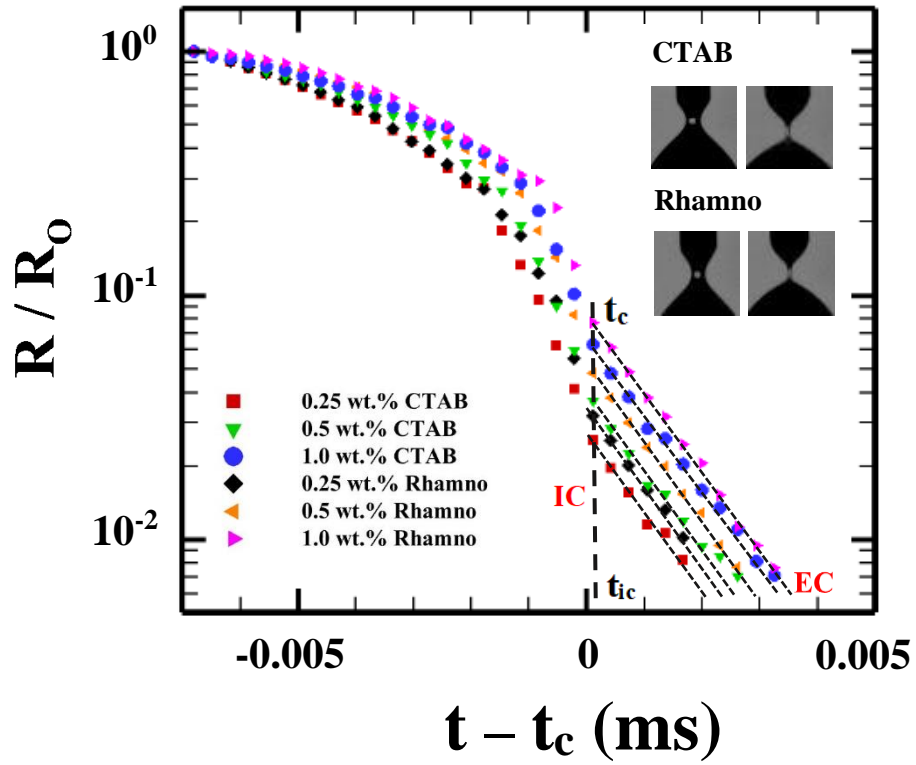 10⁰
10⁻¹
10⁻²
R / R_O
CTAB
Rhamno
t_c
0.25 wt.% CTAB
0.5 wt.% CTAB
1.0 wt.% CTAB
0.25 wt.% Rhamno
0.5 wt.% Rhamno
1.0 wt.% Rhamno
IC
t_ic
EC
-0.005
0
0.005
t – t_c (ms)